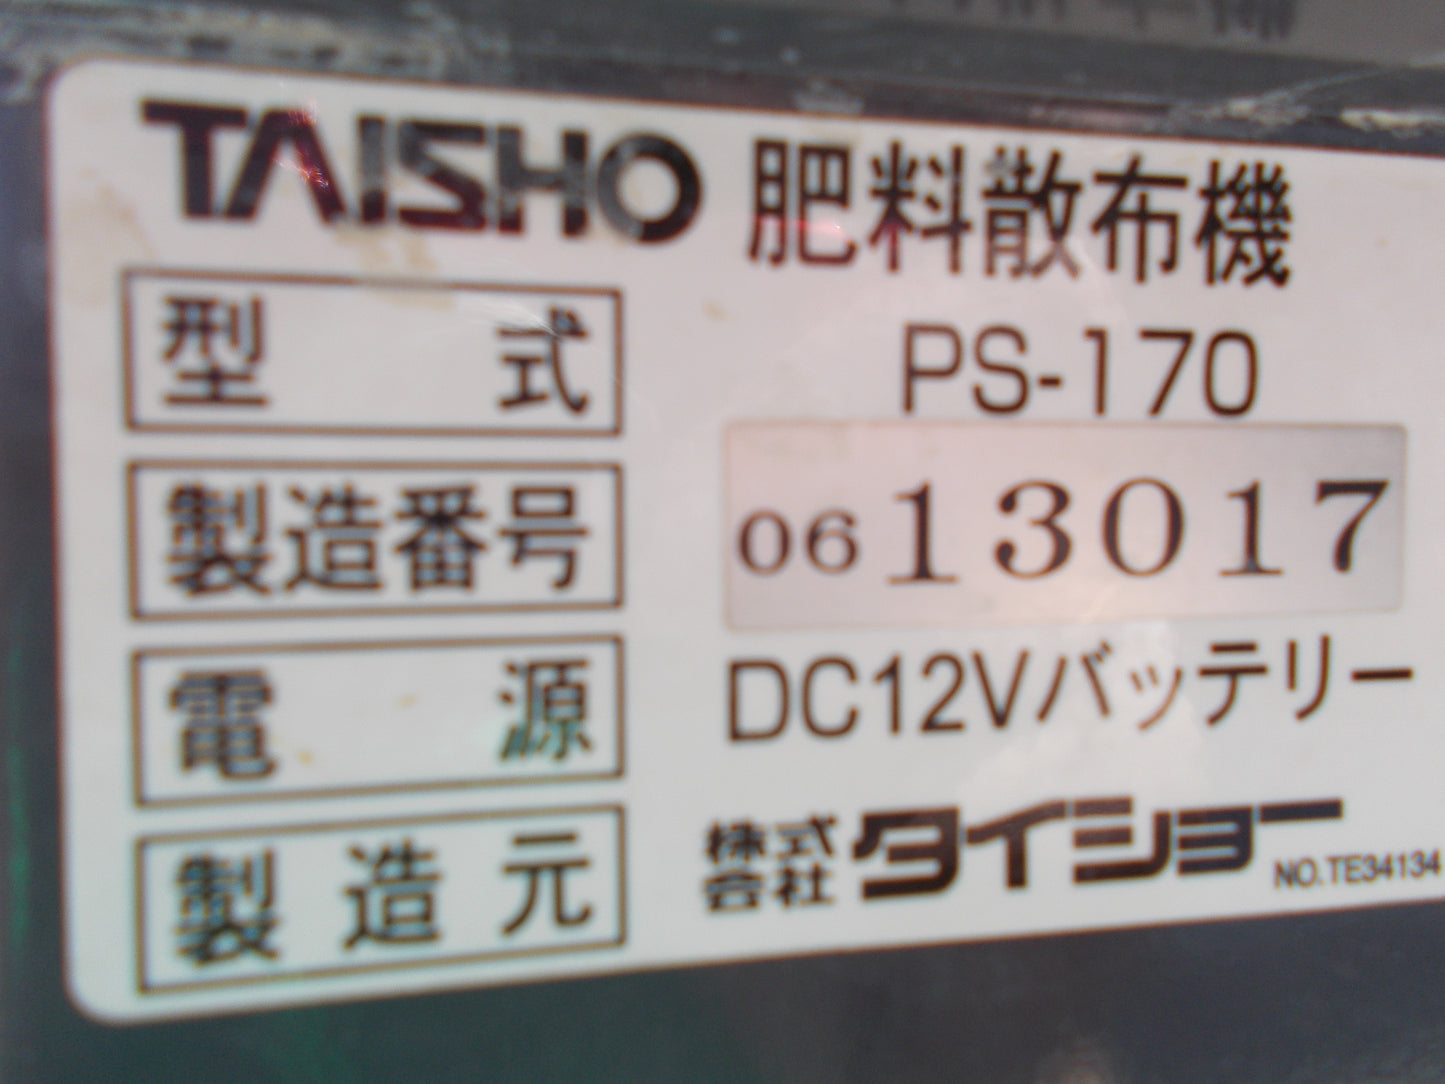 TAISHO 肥料散布機
型式 PS-170
製造番号 06 13017
電源 DC12Vバッテリー
製造元 株式会社 タイショー NO.TE34134